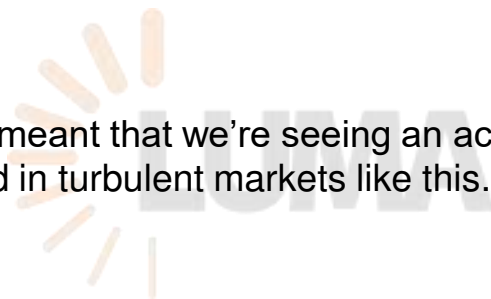 meant that we’re seeing an ac
d in turbulent markets like this.
LUMA